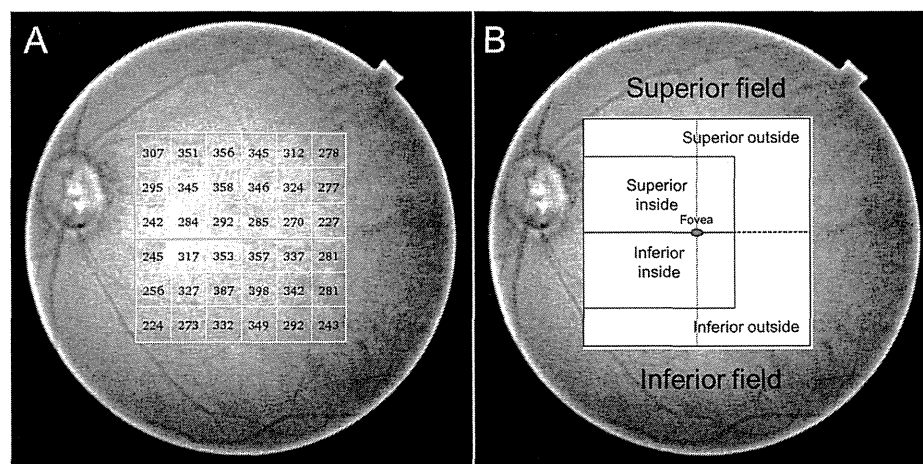 A
307 351 356 345 312 278
295 345 358 346 324 277
242 284 292 285 270 227
245 317 353 357 337 281
256 327 387 398 342 281
224 273 332 349 292 243
B
Superior field
Superior outside
Superior
inside
Fovea
Inferior
inside
Inferior outside
Inferior field